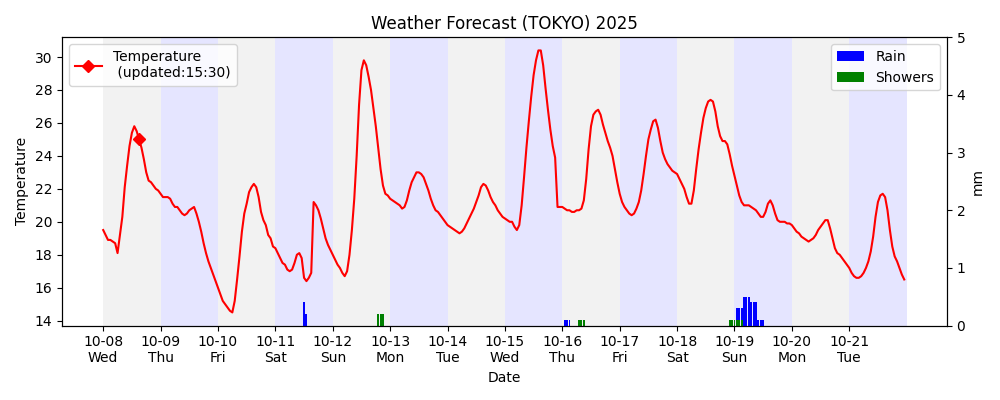 Weather Forecast (TOKYO) 2025
Temperature
(updated:15:30)
Rain
Showers
30
28
26
24
22
20
18
16
14
Temperature
5
4
3
2
1
0
mm
10-08 10-09 10-10 10-11 10-12 10-13 10-14 10-15 10-16 10-17 10-18 10-19 10-20 10-21
Wed Thu Fri Sat Sun Mon Tue Wed Thu Fri Sat Sun Mon Tue
Date